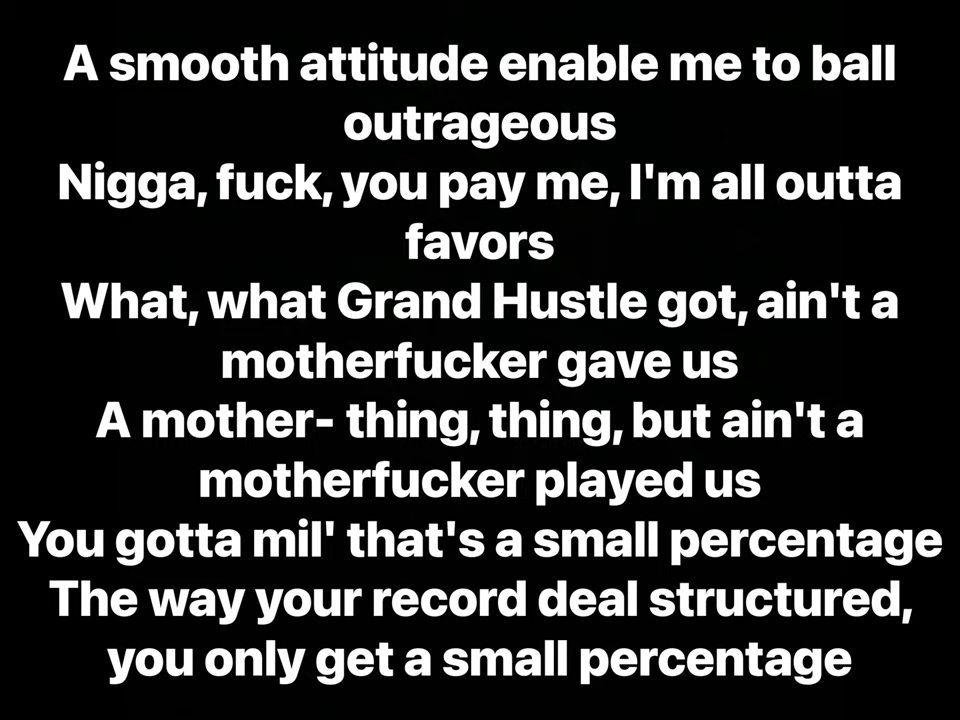 A smooth attitude enable me to ball
outrageous
Nigga, fuck, you pay me, I'm all outta
favors
What, what Grand Hustle got, ain't a
motherfucker gave us
A mother- thing, thing, but ain't a
motherfucker played us
You gotta mil' that's a small percentage
The way your record deal structured,
you only get a small percentage